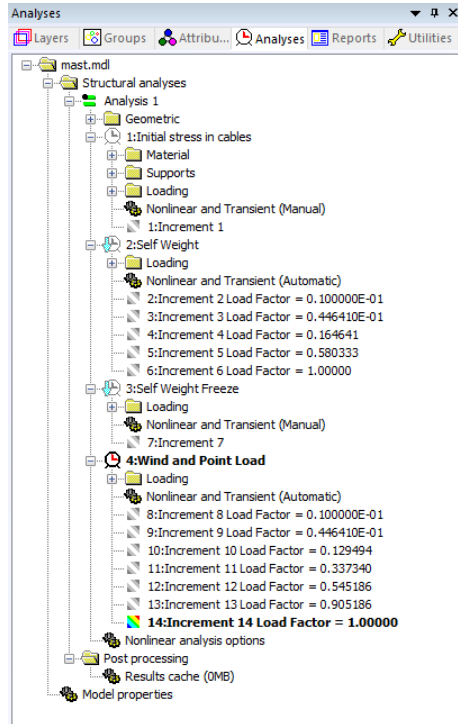 Analyses
Layers Groups Attribu... Analyses Reports Utilities
mast.mdl
Structural analyses
Analysis 1
Geometric
1:Initial stress in cables
Material
Supports
Loading
Nonlinear and Transient (Manual)
1:Increment 1
2:Self Weight
Loading
Nonlinear and Transient (Automatic)
2:Increment 2 Load Factor = 0.100000E-01
3:Increment 3 Load Factor = 0.446410E-01
4:Increment 4 Load Factor = 0.164641
5:Increment 5 Load Factor = 0.580333
6:Increment 6 Load Factor = 1.00000
3:Self Weight Freeze
Loading
Nonlinear and Transient (Manual)
7:Increment 7
4:Wind and Point Load
Loading
Nonlinear and Transient (Automatic)
8:Increment 8 Load Factor = 0.100000E-01
9:Increment 9 Load Factor = 0.446410E-01
10:Increment 10 Load Factor = 0.129494
11:Increment 11 Load Factor = 0.337340
12:Increment 12 Load Factor = 0.545186
13:Increment 13 Load Factor = 0.905186
14:Increment 14 Load Factor = 1.00000
Nonlinear analysis options
Post processing
Results cache (0MB)
Model properties